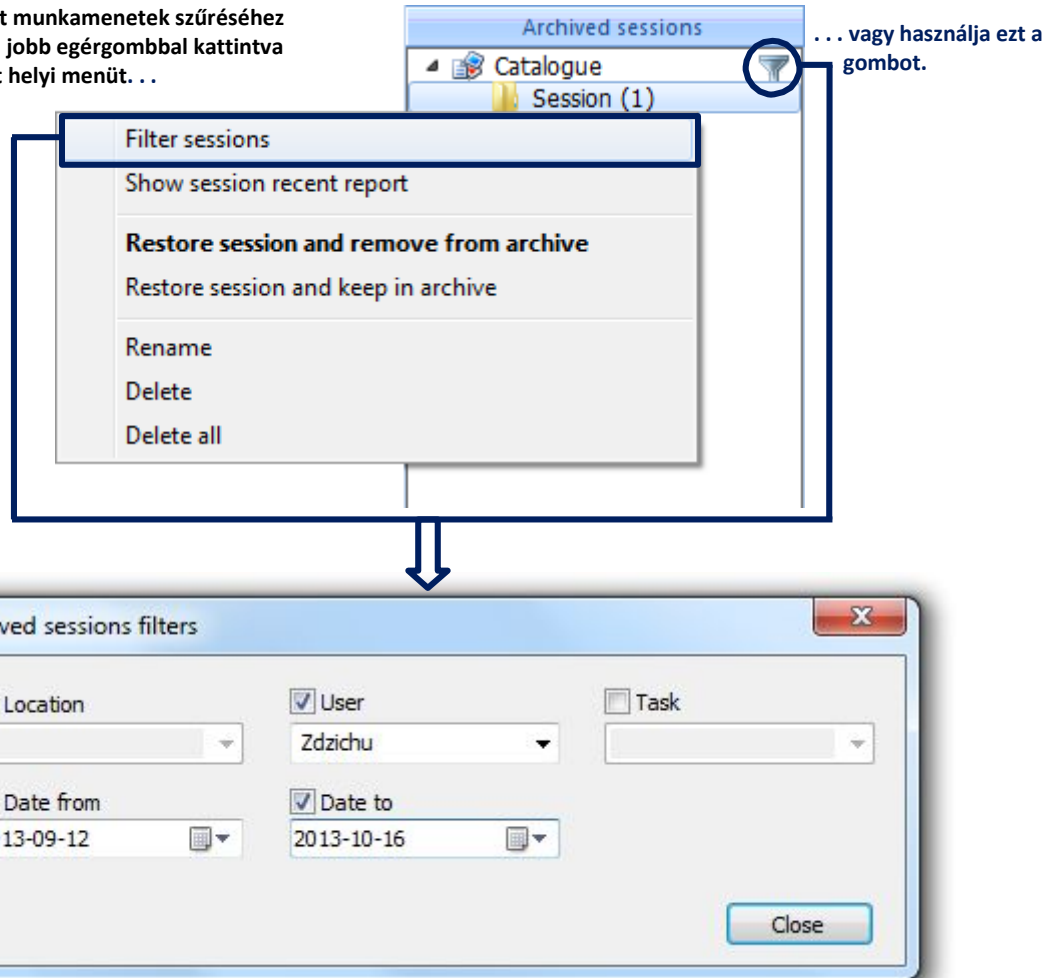 t munkamenetek szűréséhez
jobb egérgombbal kattintva
t helyi menüt. . .
Archived sessions
. . . vagy használja ezt a
gombot.
Catalogue
Session (1)
Filter sessions
Show session recent report
Restore session and remove from archive
Restore session and keep in archive
Rename
Delete
Delete all
ved sessions filters
Location
User
Task
Zdzichu
Date from
Date to
13-09-12
2013-10-16
Close